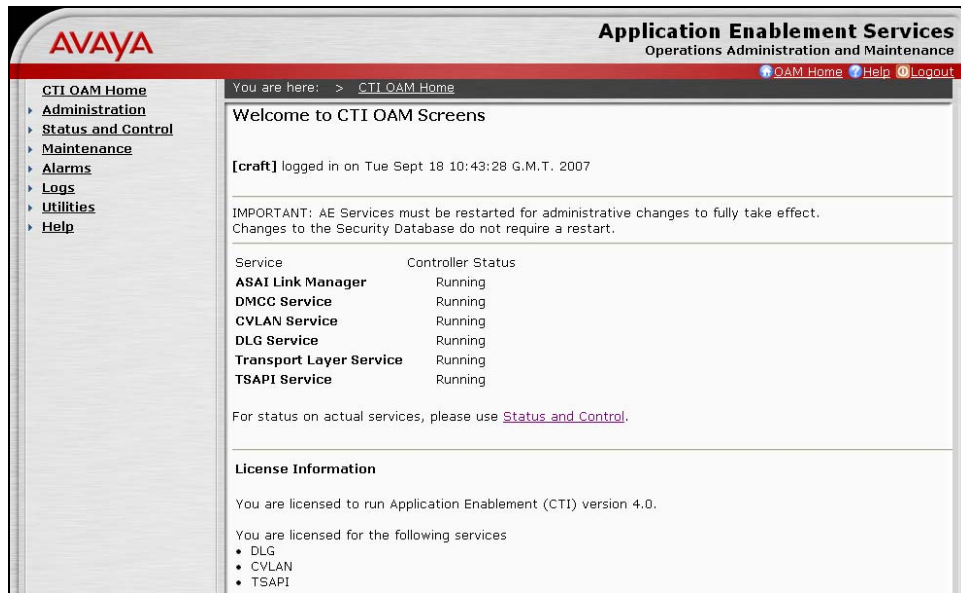 AVAYA
Application Enablement Services
Operations Administration and Maintenance
OAM Home Help Logout
CTI OAM Home
Administration
Status and Control
Maintenance
Alarms
Logs
Utilities
Help
You are here: > CTI OAM Home
Welcome to CTI OAM Screens
[craft] logged in on Tue Sept 18 10:43:28 G.M.T. 2007
IMPORTANT: AE Services must be restarted for administrative changes to fully take effect.
Changes to the Security Database do not require a restart.
Service Controller Status
ASAI Link Manager Running
DMCC Service Running
CVLAN Service Running
DLG Service Running
Transport Layer Service Running
TSAPI Service Running
For status on actual services, please use Status and Control.
License Information
You are licensed to run Application Enablement (CTI) version 4.0.
You are licensed for the following services
• DLG
• CVLAN
• TSAPI